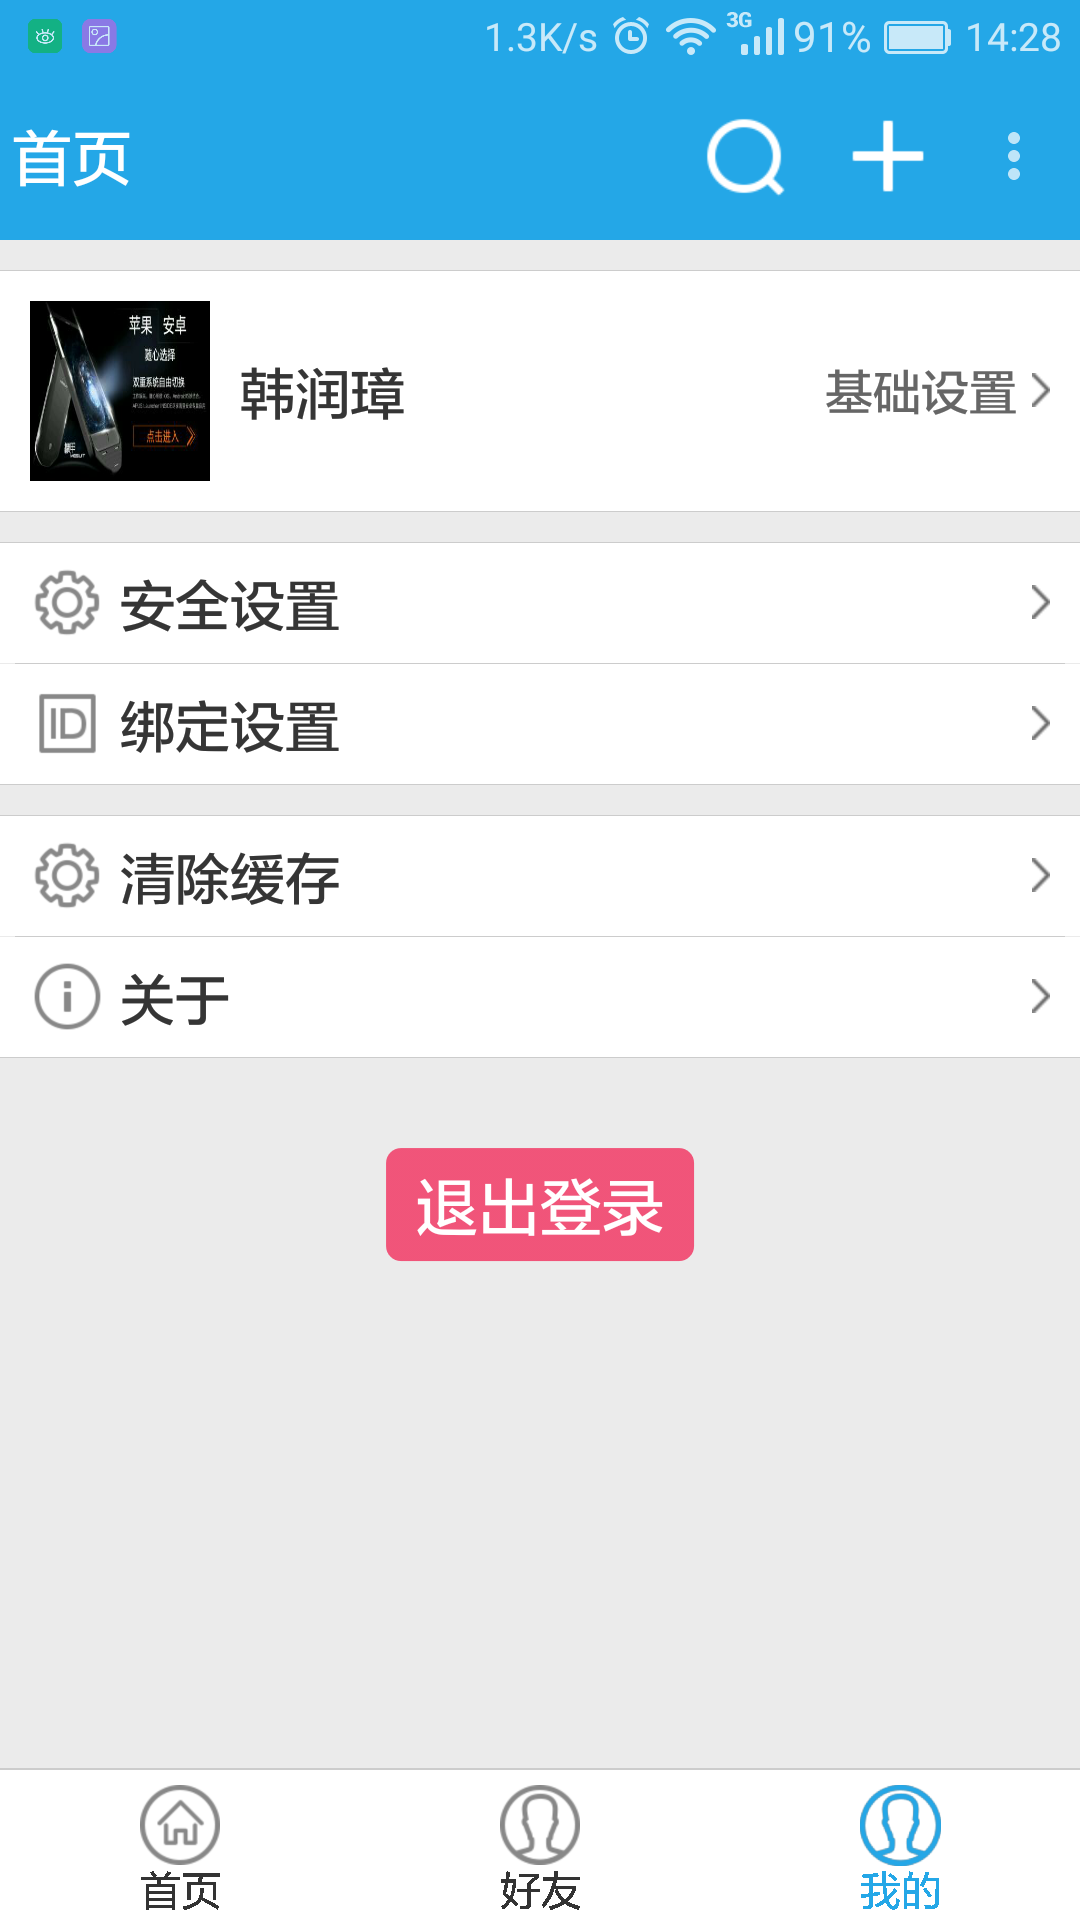 1.3K/s 3G 91% 14:28
首页
苹果 安卓
随心选择
双重系统自由切换
点击进入
韩润璋
基础设置
安全设置
ID 绑定设置
清除缓存
关于
退出登录
首页 好友 我的